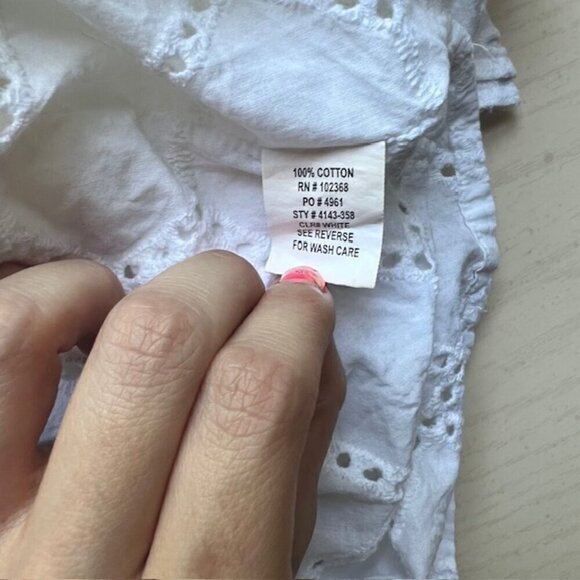 100% COTTON
RN # 102368
PO # 4961
STY # 4143-358
CLR# WHITE
SEE REVERSE
FOR WASH CARE